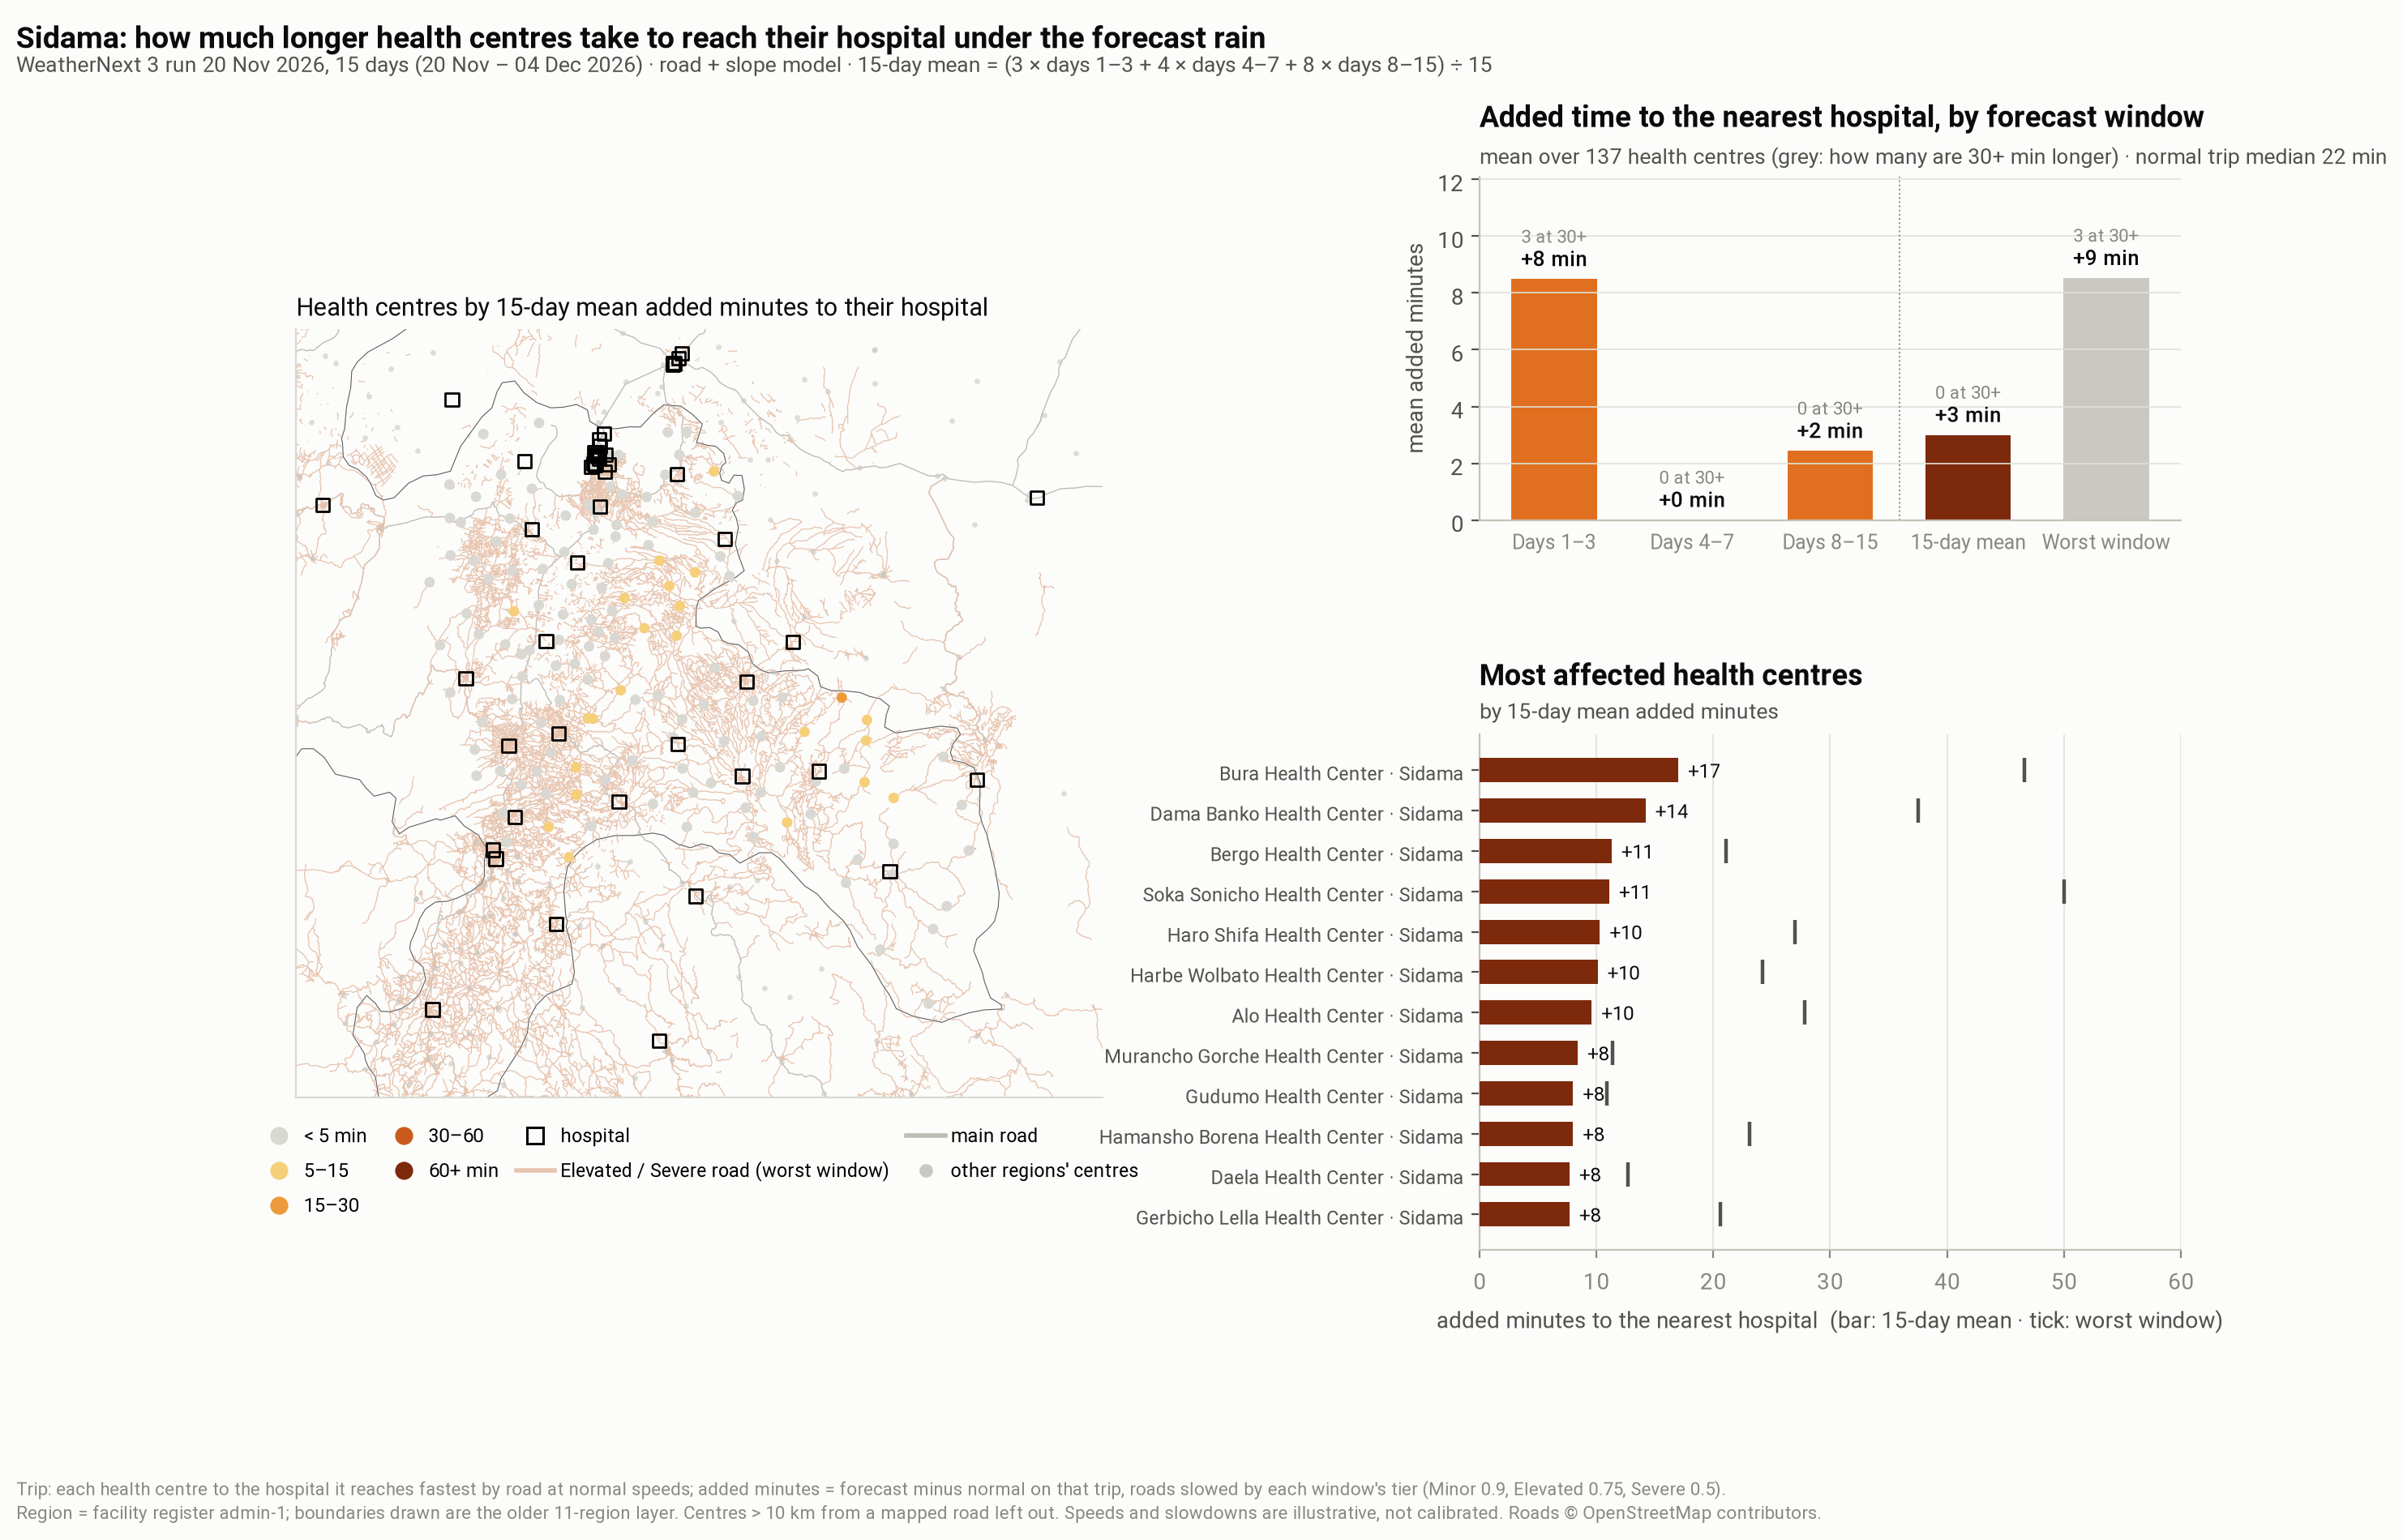 Sidama: how much longer health centres take to reach their hospital under the forecast rain
WeatherNext 3 run 20 Nov 2026, 15 days (20 Nov – 04 Dec 2026) · road + slope model · 15-day mean = (3 × days 1–3 + 4 × days 4–7 + 8 × days 8–15) ÷ 15
Health centres by 15-day mean added minutes to their hospital
< 5 min
5–15
15–30
30–60
60+ min
hospital
Elevated / Severe road (worst window)
main road
other regions' centres
Added time to the nearest hospital, by forecast window
mean over 137 health centres (grey: how many are 30+ min longer) · normal trip median 22 min
mean added minutes
12
10
8
6
4
2
0
3 at 30+
+8 min
0 at 30+
+0 min
0 at 30+
+2 min
0 at 30+
+3 min
3 at 30+
+9 min
Days 1–3
Days 4–7
Days 8–15
15-day mean
Worst window
Most affected health centres
by 15-day mean added minutes
Bura Health Center · Sidama +17
Dama Banko Health Center · Sidama +14
Bergo Health Center · Sidama +11
Soka Sonicho Health Center · Sidama +11
Haro Shifa Health Center · Sidama +10
Harbe Wolbato Health Center · Sidama +10
Alo Health Center · Sidama +10
Murancho Gorche Health Center · Sidama +8
Gudumo Health Center · Sidama +8
Hamansho Borena Health Center · Sidama +8
Daela Health Center · Sidama +8
Gerbicho Lella Health Center · Sidama +8
0 10 20 30 40 50 60
added minutes to the nearest hospital (bar: 15-day mean · tick: worst window)
Trip: each health centre to the hospital it reaches fastest by road at normal speeds; added minutes = forecast minus normal on that trip, roads slowed by each window's tier (Minor 0.9, Elevated 0.75, Severe 0.5).
Region = facility register admin-1; boundaries drawn are the older 11-region layer. Centres > 10 km from a mapped road left out. Speeds and slowdowns are illustrative, not calibrated. Roads © OpenStreetMap contributors.